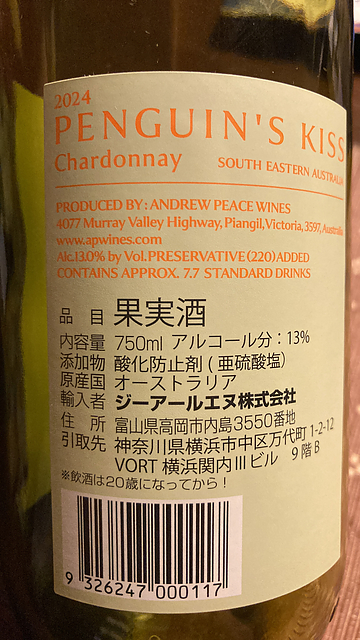 2024
PENGUIN'S KISS
Chardonnay SOUTH EASTERN AUSTRALIA
PRODUCED BY: ANDREW PEACE WINES
4077 Murray Valley Highway, Piangil, Victoria, 3597, Australia
www.apwines.com
Alc.13.0% by Vol. PRESERVATIVE (220) ADDED
CONTAINS APPROX. 7.7 STANDARD DRINKS
品 目 果実酒
内容量 750ml アルコール分：13%
添加物 酸化防止剤 (亜硫酸塩)
原産国 オーストラリア
輸入者 ジーアールエヌ株式会社
住 所 富山県高岡市内島3550番地
引取先 神奈川県横浜市中区万代町1-2-12
VORT 横浜関内Ⅲビル 9階B
※飲酒は20歳になってから！
9 326247 000117